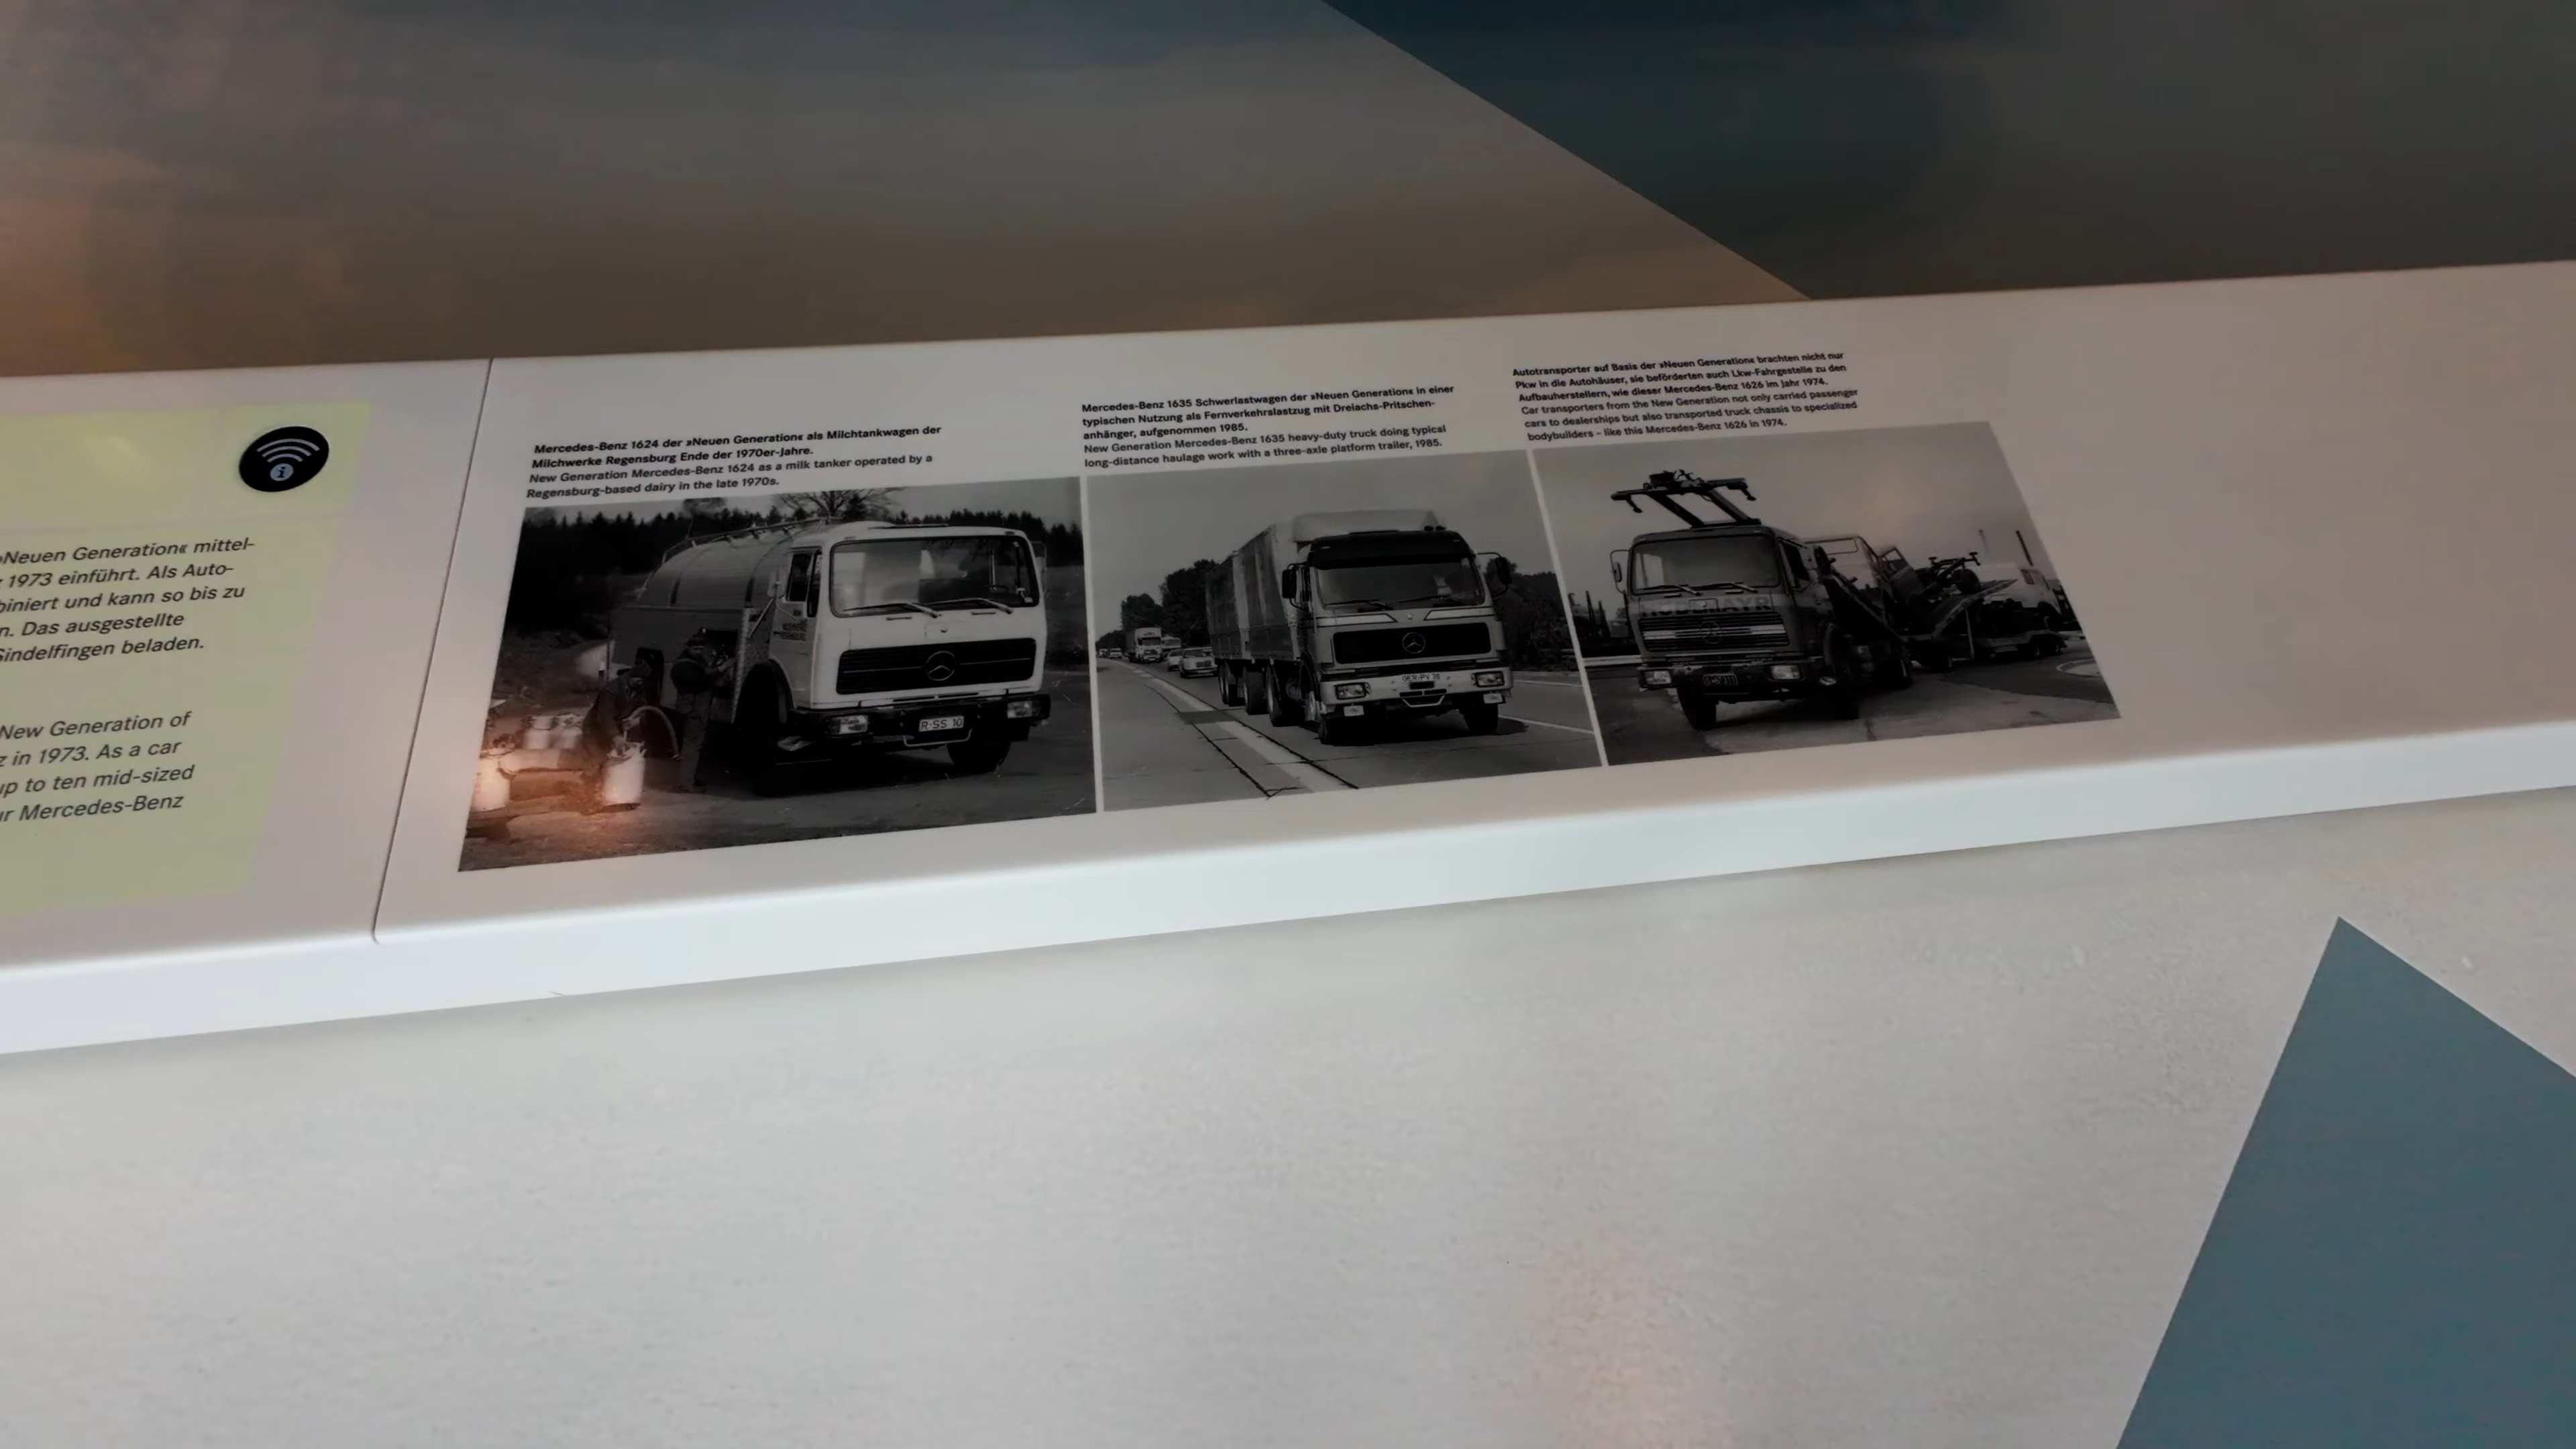 »Neuen Generation« mittel-
1973 einführt. Als Auto-
biniert und kann so bis zu
n. Das ausgestellte
Sindelfingen beladen.
New Generation of
z in 1973. As a car
up to ten mid-sized
ur Mercedes-Benz
i
Mercedes-Benz 1624 der »Neuen Generation« als Milchtankwagen der
Milchwerke Regensburg Ende der 1970er-Jahre.
New Generation Mercedes-Benz 1624 as a milk tanker operated by a
Regensburg-based dairy in the late 1970s.
R-SS 10
Mercedes-Benz 1635 Schwerlastwagen der »Neuen Generation« in einer
typischen Nutzung als Fernverkehrslastzug mit Dreiachs-Pritschen-
anhänger, aufgenommen 1985.
New Generation Mercedes-Benz 1635 heavy-duty truck doing typical
long-distance haulage work with a three-axle platform trailer, 1985.
Autotransporter auf Basis der »Neuen Generation« brachten nicht nur
Pkw in die Autohäuser, sie beförderten auch Lkw-Fahrgestelle zu den
Aufbauherstellern, wie dieser Mercedes-Benz 1626 im Jahr 1974.
Car transporters from the New Generation not only carried passenger
cars to dealerships but also transported truck chassis to specialized
bodybuilders – like this Mercedes-Benz 1626 in 1974.